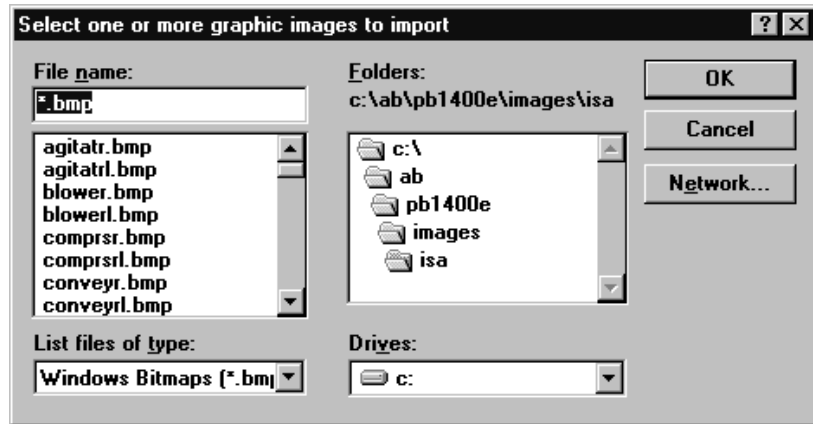 Select one or more graphic images to import
File name:
*.bmp
agitatr.bmp
agitatrl.bmp
blower.bmp
blowerl.bmp
comprsr.bmp
comprsrl.bmp
conveyr.bmp
conveyrl.bmp
List files of type:
Windows Bitmaps (*.bmp
Folders:
c:\ab\pb1400e\images\isa
c:\
ab
pb1400e
images
isa
Drives:
c:
OK
Cancel
Network...